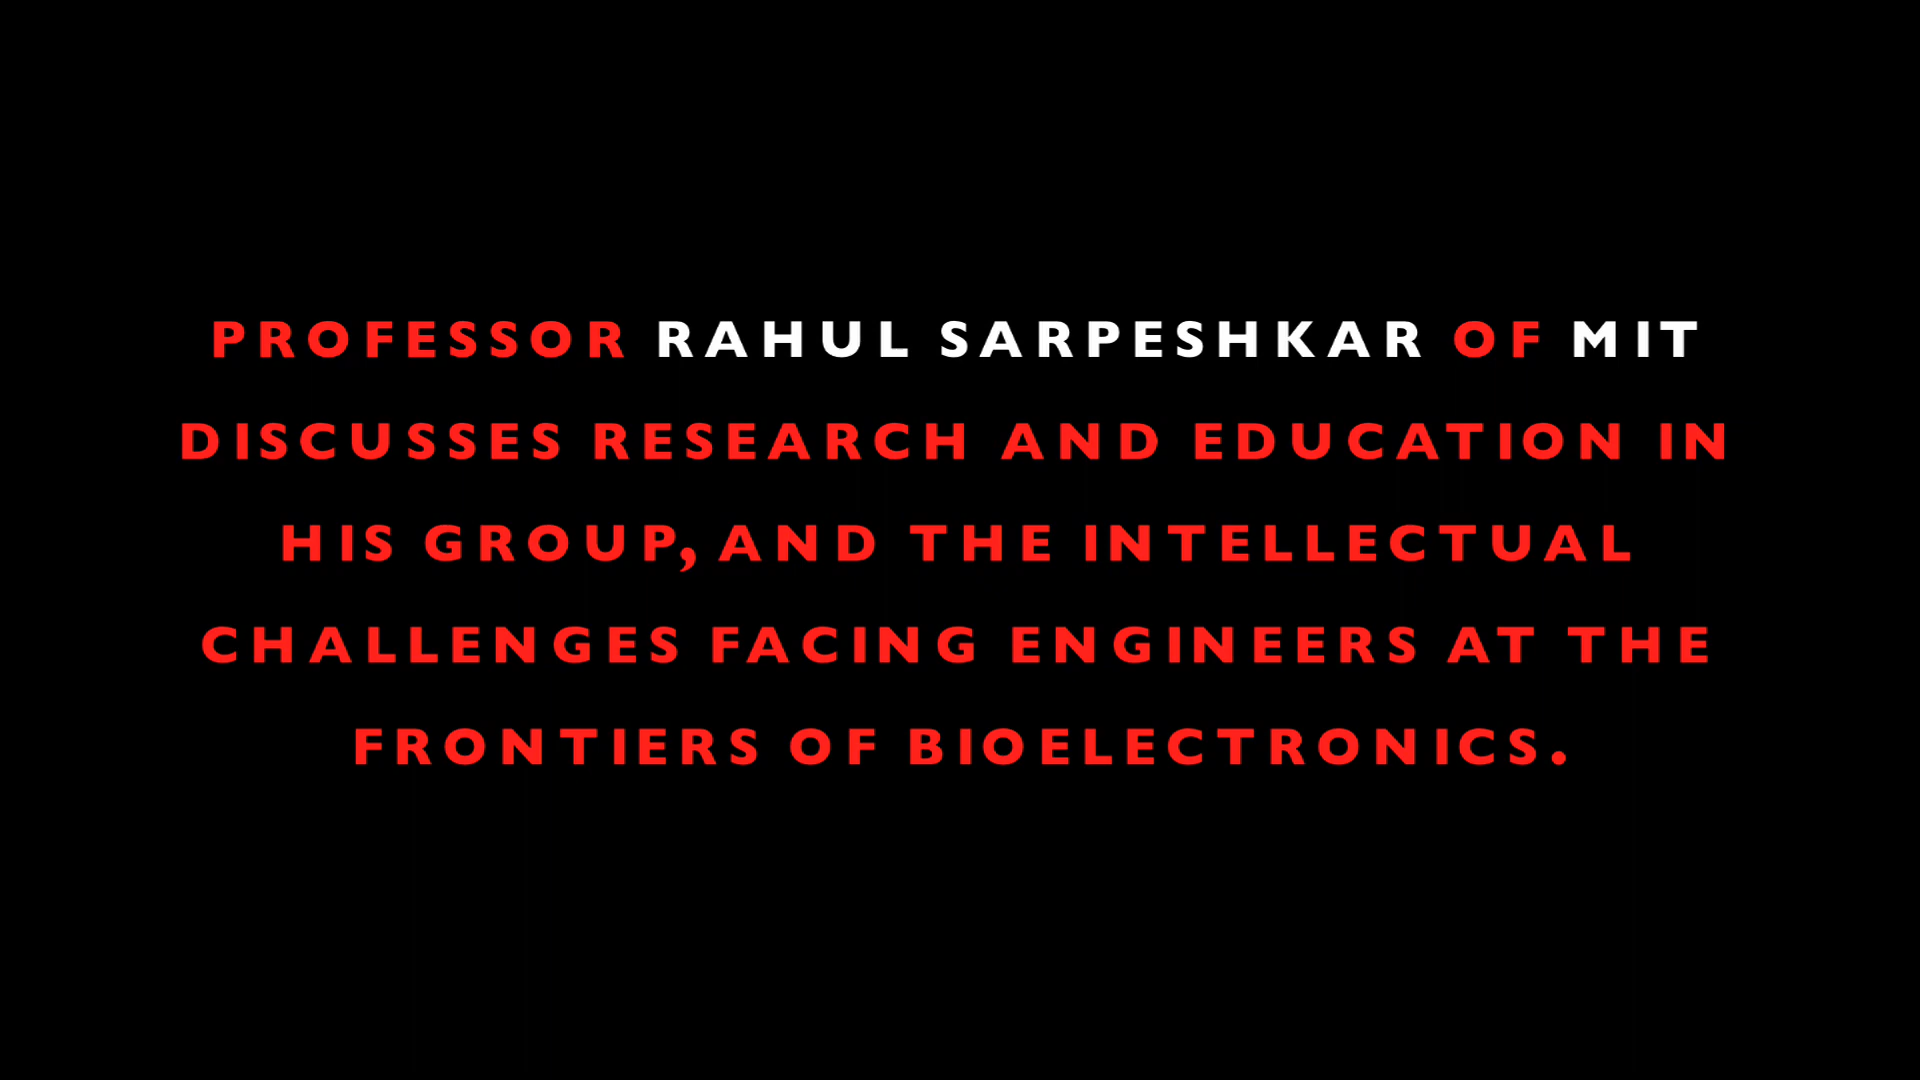 PROFESSOR RAHUL SARPESHKAR OF MIT
DISCUSSES RESEARCH AND EDUCATION IN
HIS GROUP, AND THE INTELLECTUAL
CHALLENGES FACING ENGINEERS AT THE
FRONTIERS OF BIOELECTRONICS.